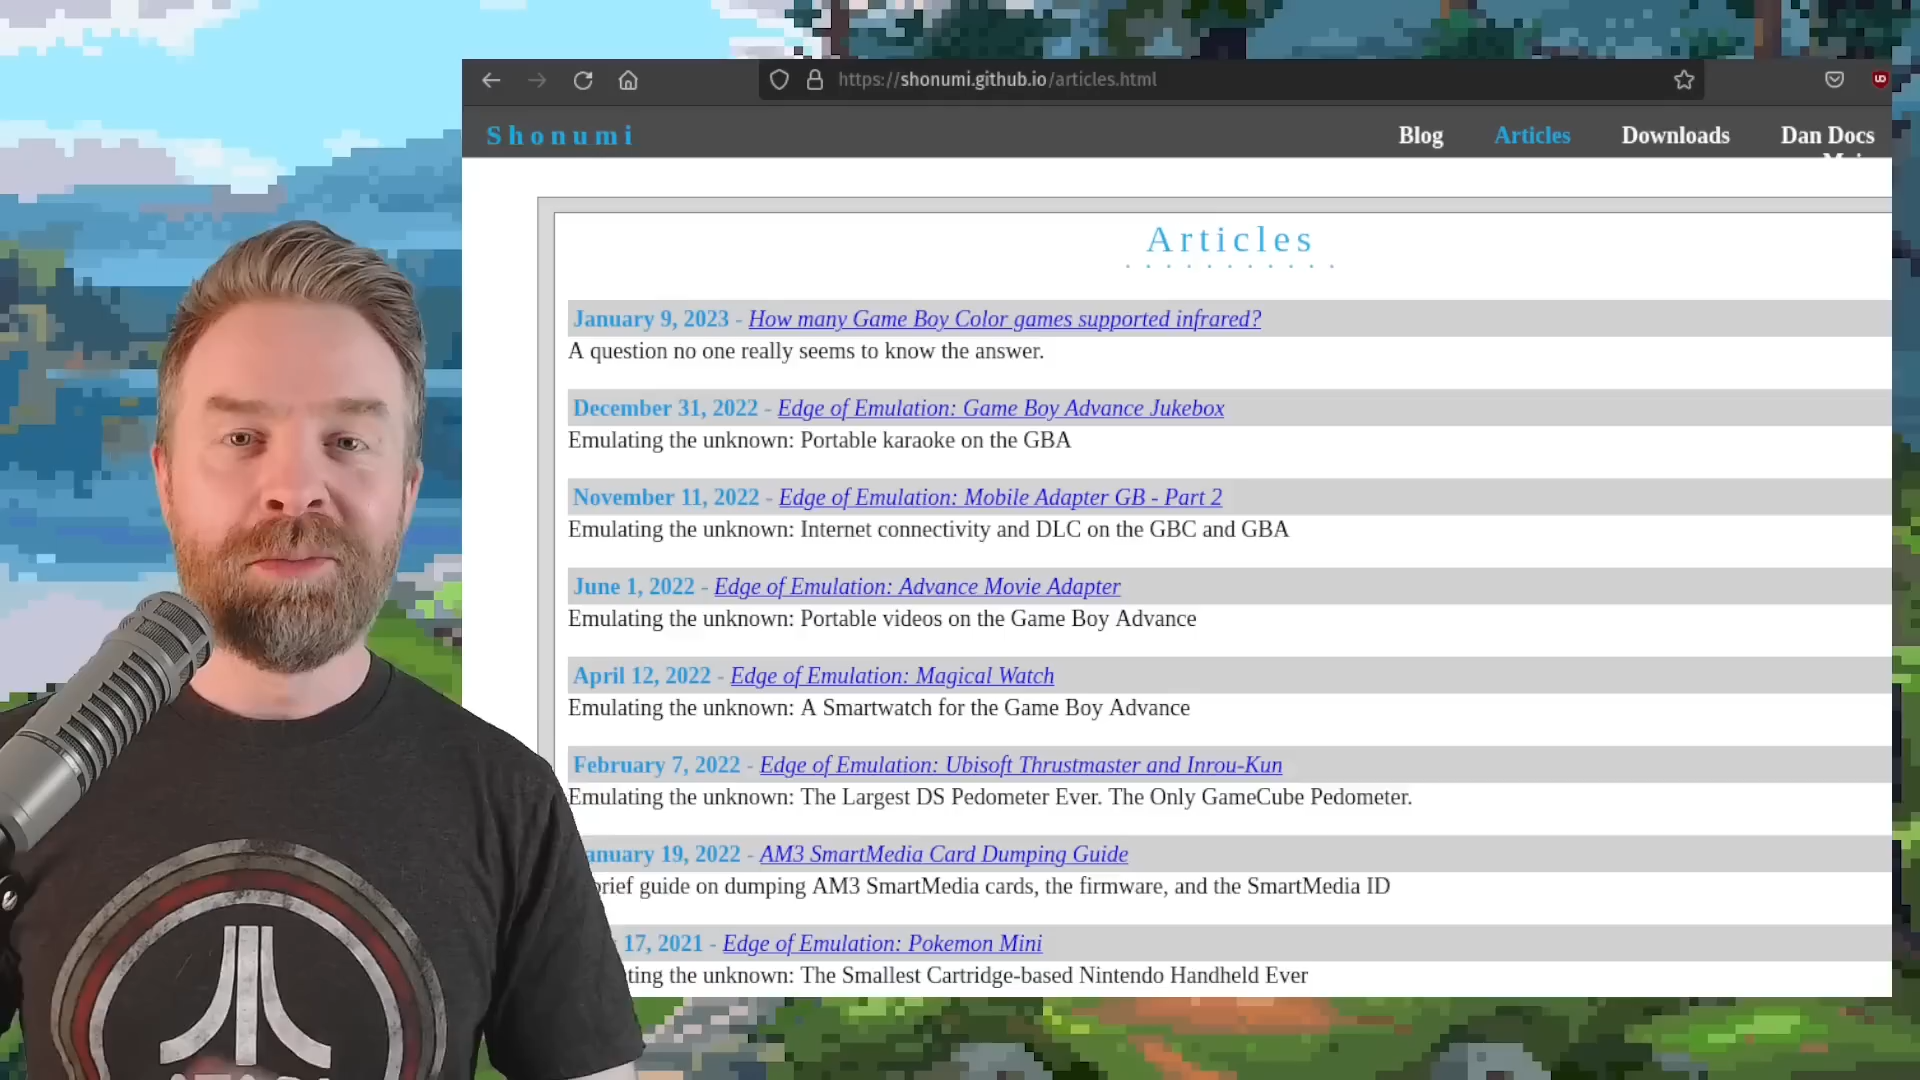 https://shonumi.github.io/articles.html
Shonumi
Blog
Articles
Downloads
Dan Docs
Articles
January 9, 2023 - How many Game Boy Color games supported infrared?
A question no one really seems to know the answer.
December 31, 2022 - Edge of Emulation: Game Boy Advance Jukebox
Emulating the unknown: Portable karaoke on the GBA
November 11, 2022 - Edge of Emulation: Mobile Adapter GB - Part 2
Emulating the unknown: Internet connectivity and DLC on the GBC and GBA
June 1, 2022 - Edge of Emulation: Advance Movie Adapter
Emulating the unknown: Portable videos on the Game Boy Advance
April 12, 2022 - Edge of Emulation: Magical Watch
Emulating the unknown: A Smartwatch for the Game Boy Advance
February 7, 2022 - Edge of Emulation: Ubisoft Thrustmaster and Inrou-Kun
Emulating the unknown: The Largest DS Pedometer Ever. The Only GameCube Pedometer.
anuary 19, 2022 - AM3 SmartMedia Card Dumping Guide
brief guide on dumping AM3 SmartMedia cards, the firmware, and the SmartMedia ID
17, 2021 - Edge of Emulation: Pokemon Mini
ting the unknown: The Smallest Cartridge-based Nintendo Handheld Ever